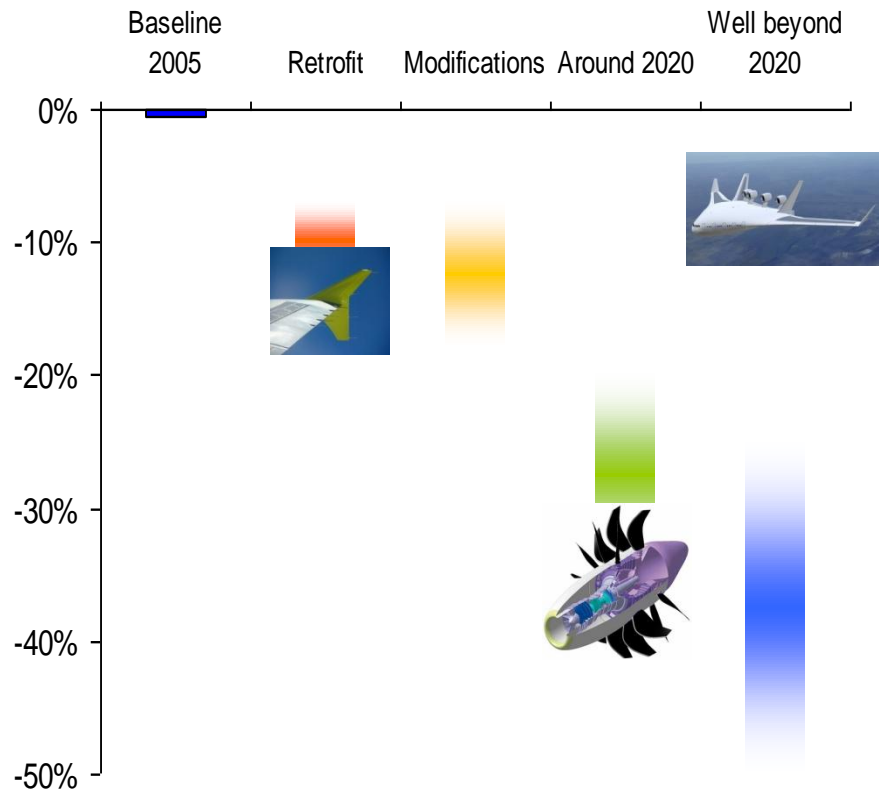 Baseline
2005
Retrofit
Modifications
Around 2020
Well beyond
2020
0%
-10%
-20%
-30%
-40%
-50%